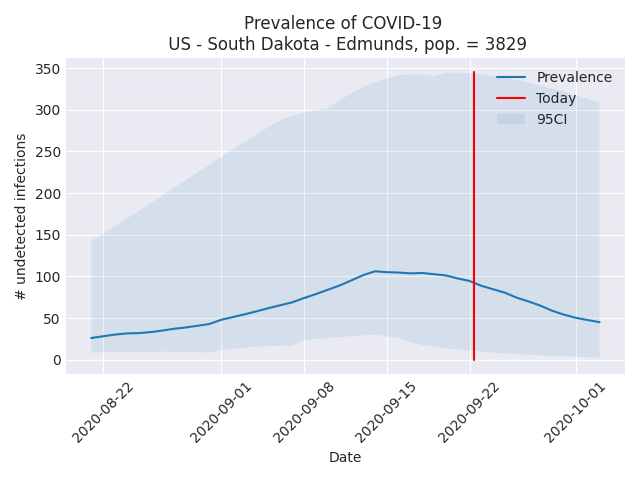 Prevalence of COVID-19
US - South Dakota - Edmunds, pop. = 3829
# undetected infections
350
300
250
200
150
100
50
0
Prevalence
Today
95CI
2020-08-22
2020-09-01
2020-09-08
2020-09-15
2020-09-22
2020-10-01
Date